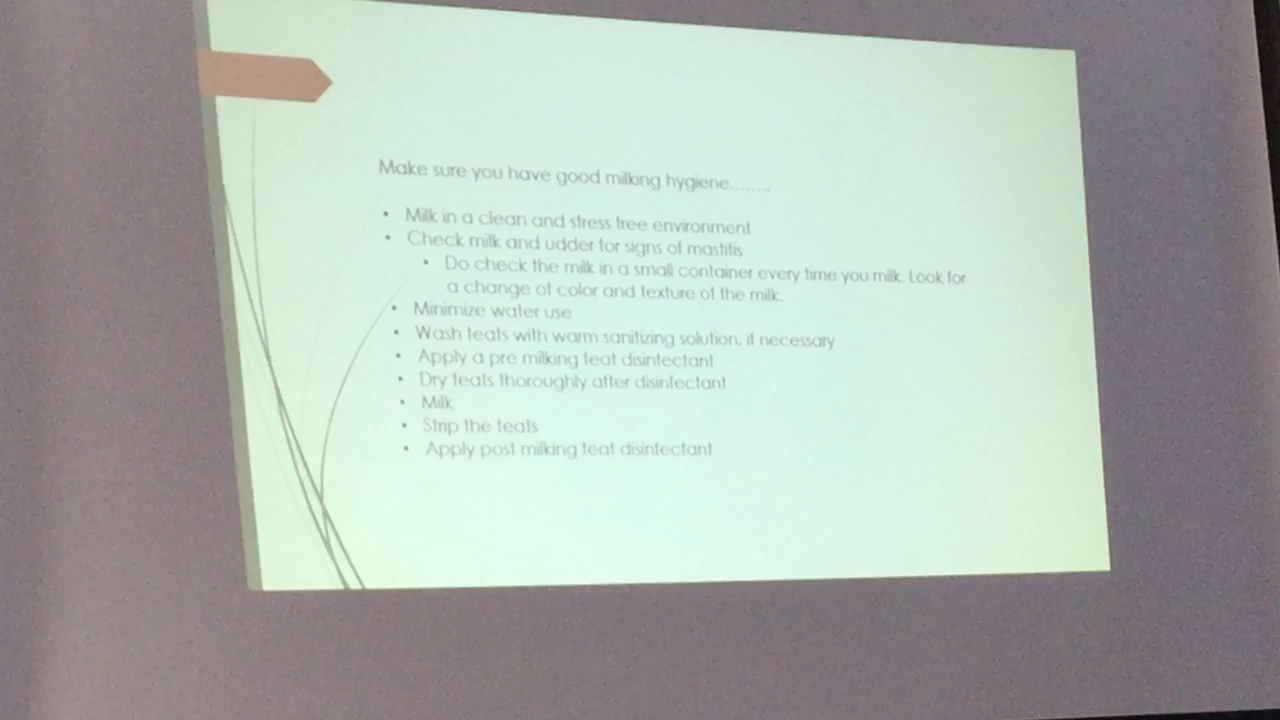 Make sure you have good milking hygiene........
• Milk in a clean and stress free environment
• Check milk and udder for signs of mastitis
• Do check the milk in a small container every time you milk. Look for
a change of color and texture of the milk.
• Minimize water use
• Wash teats with warm sanitizing solution, if necessary
• Apply a pre milking teat disinfectant
• Dry teats thoroughly after disinfectant
• Milk
• Strip the teats
• Apply post milking teat disinfectant